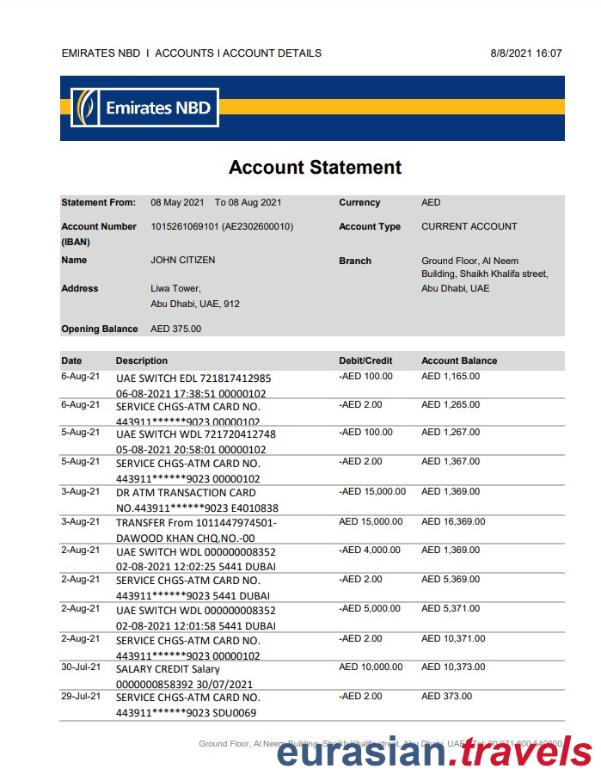 EMIRATES NBD I ACCOUNTS I ACCOUNT DETAILS 8/8/2021 16:07
Emirates NBD
Account Statement
Statement From: 08 May 2021 To 08 Aug 2021 Currency AED
Account Number 1015261069101 (AE2302600010) Account Type CURRENT ACCOUNT
(IBAN)
Name JOHN CITIZEN Branch Ground Floor, Al Neem
Building, Shaikh Khalifa street,
Address Liwa Tower, Abu Dhabi, UAE
Abu Dhabi, UAE, 912
Opening Balance AED 375.00
Date Description Debit/Credit Account Balance
6-Aug-21 UAE SWITCH EDL 721817412985 -AED 100.00 AED 1,165.00
06-08-2021 17:38:51 00000102
6-Aug-21 SERVICE CHGS-ATM CARD NO. -AED 2.00 AED 1,265.00
443911******9023 00000102
5-Aug-21 UAE SWITCH WDL 721720412748 -AED 100.00 AED 1,267.00
05-08-2021 20:58:01 00000102
5-Aug-21 SERVICE CHGS-ATM CARD NO. -AED 2.00 AED 1,367.00
443911******9023 00000102
3-Aug-21 DR ATM TRANSACTION CARD -AED 15,000.00 AED 1,369.00
NO.443911******9023 E4010838
3-Aug-21 TRANSFER From 1011447974501- AED 15,000.00 AED 16,369.00
DAWOOD KHAN CHQ.NO.-00
2-Aug-21 UAE SWITCH WDL 000000008352 -AED 4,000.00 AED 1,369.00
02-08-2021 12:02:25 5441 DUBAI
2-Aug-21 SERVICE CHGS-ATM CARD NO. -AED 2.00 AED 5,369.00
443911******9023 5441 DUBAI
2-Aug-21 UAE SWITCH WDL 000000008352 -AED 5,000.00 AED 5,371.00
02-08-2021 12:01:58 5441 DUBAI
2-Aug-21 SERVICE CHGS-ATM CARD NO. -AED 2.00 AED 10,371.00
443911******9023 00000102
30-Jul-21 SALARY CREDIT Salary AED 10,000.00 AED 10,373.00
0000000858392 30/07/2021
29-Jul-21 SERVICE CHGS-ATM CARD NO. -AED 2.00 AED 373.00
443911******9023 SDU0069
Ground Floor, Al Neem Building, Shaikh Khalifa street, Abu Dhabi, UAE
eurasian.travels